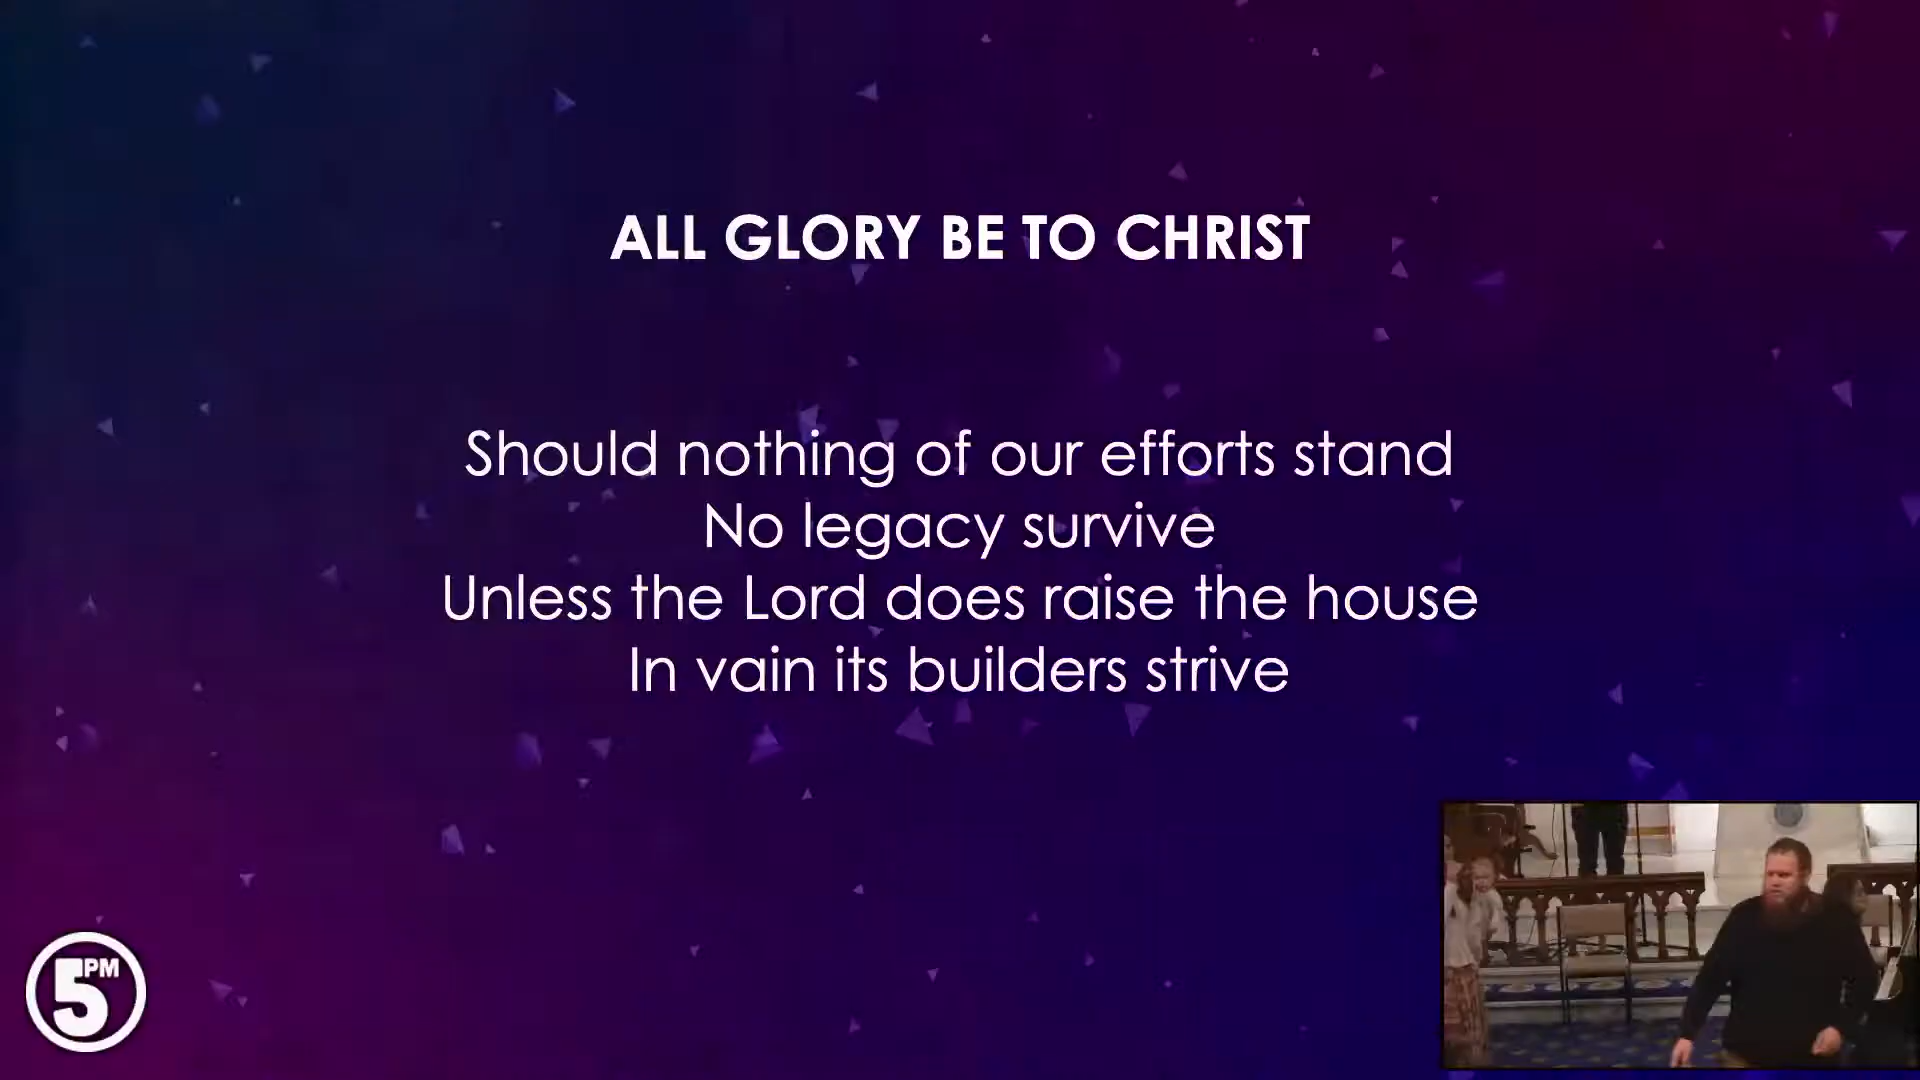 ALL GLORY BE TO CHRIST
Should nothing of our efforts stand
No legacy survive
Unless the Lord does raise the house
In vain its builders strive
5PM